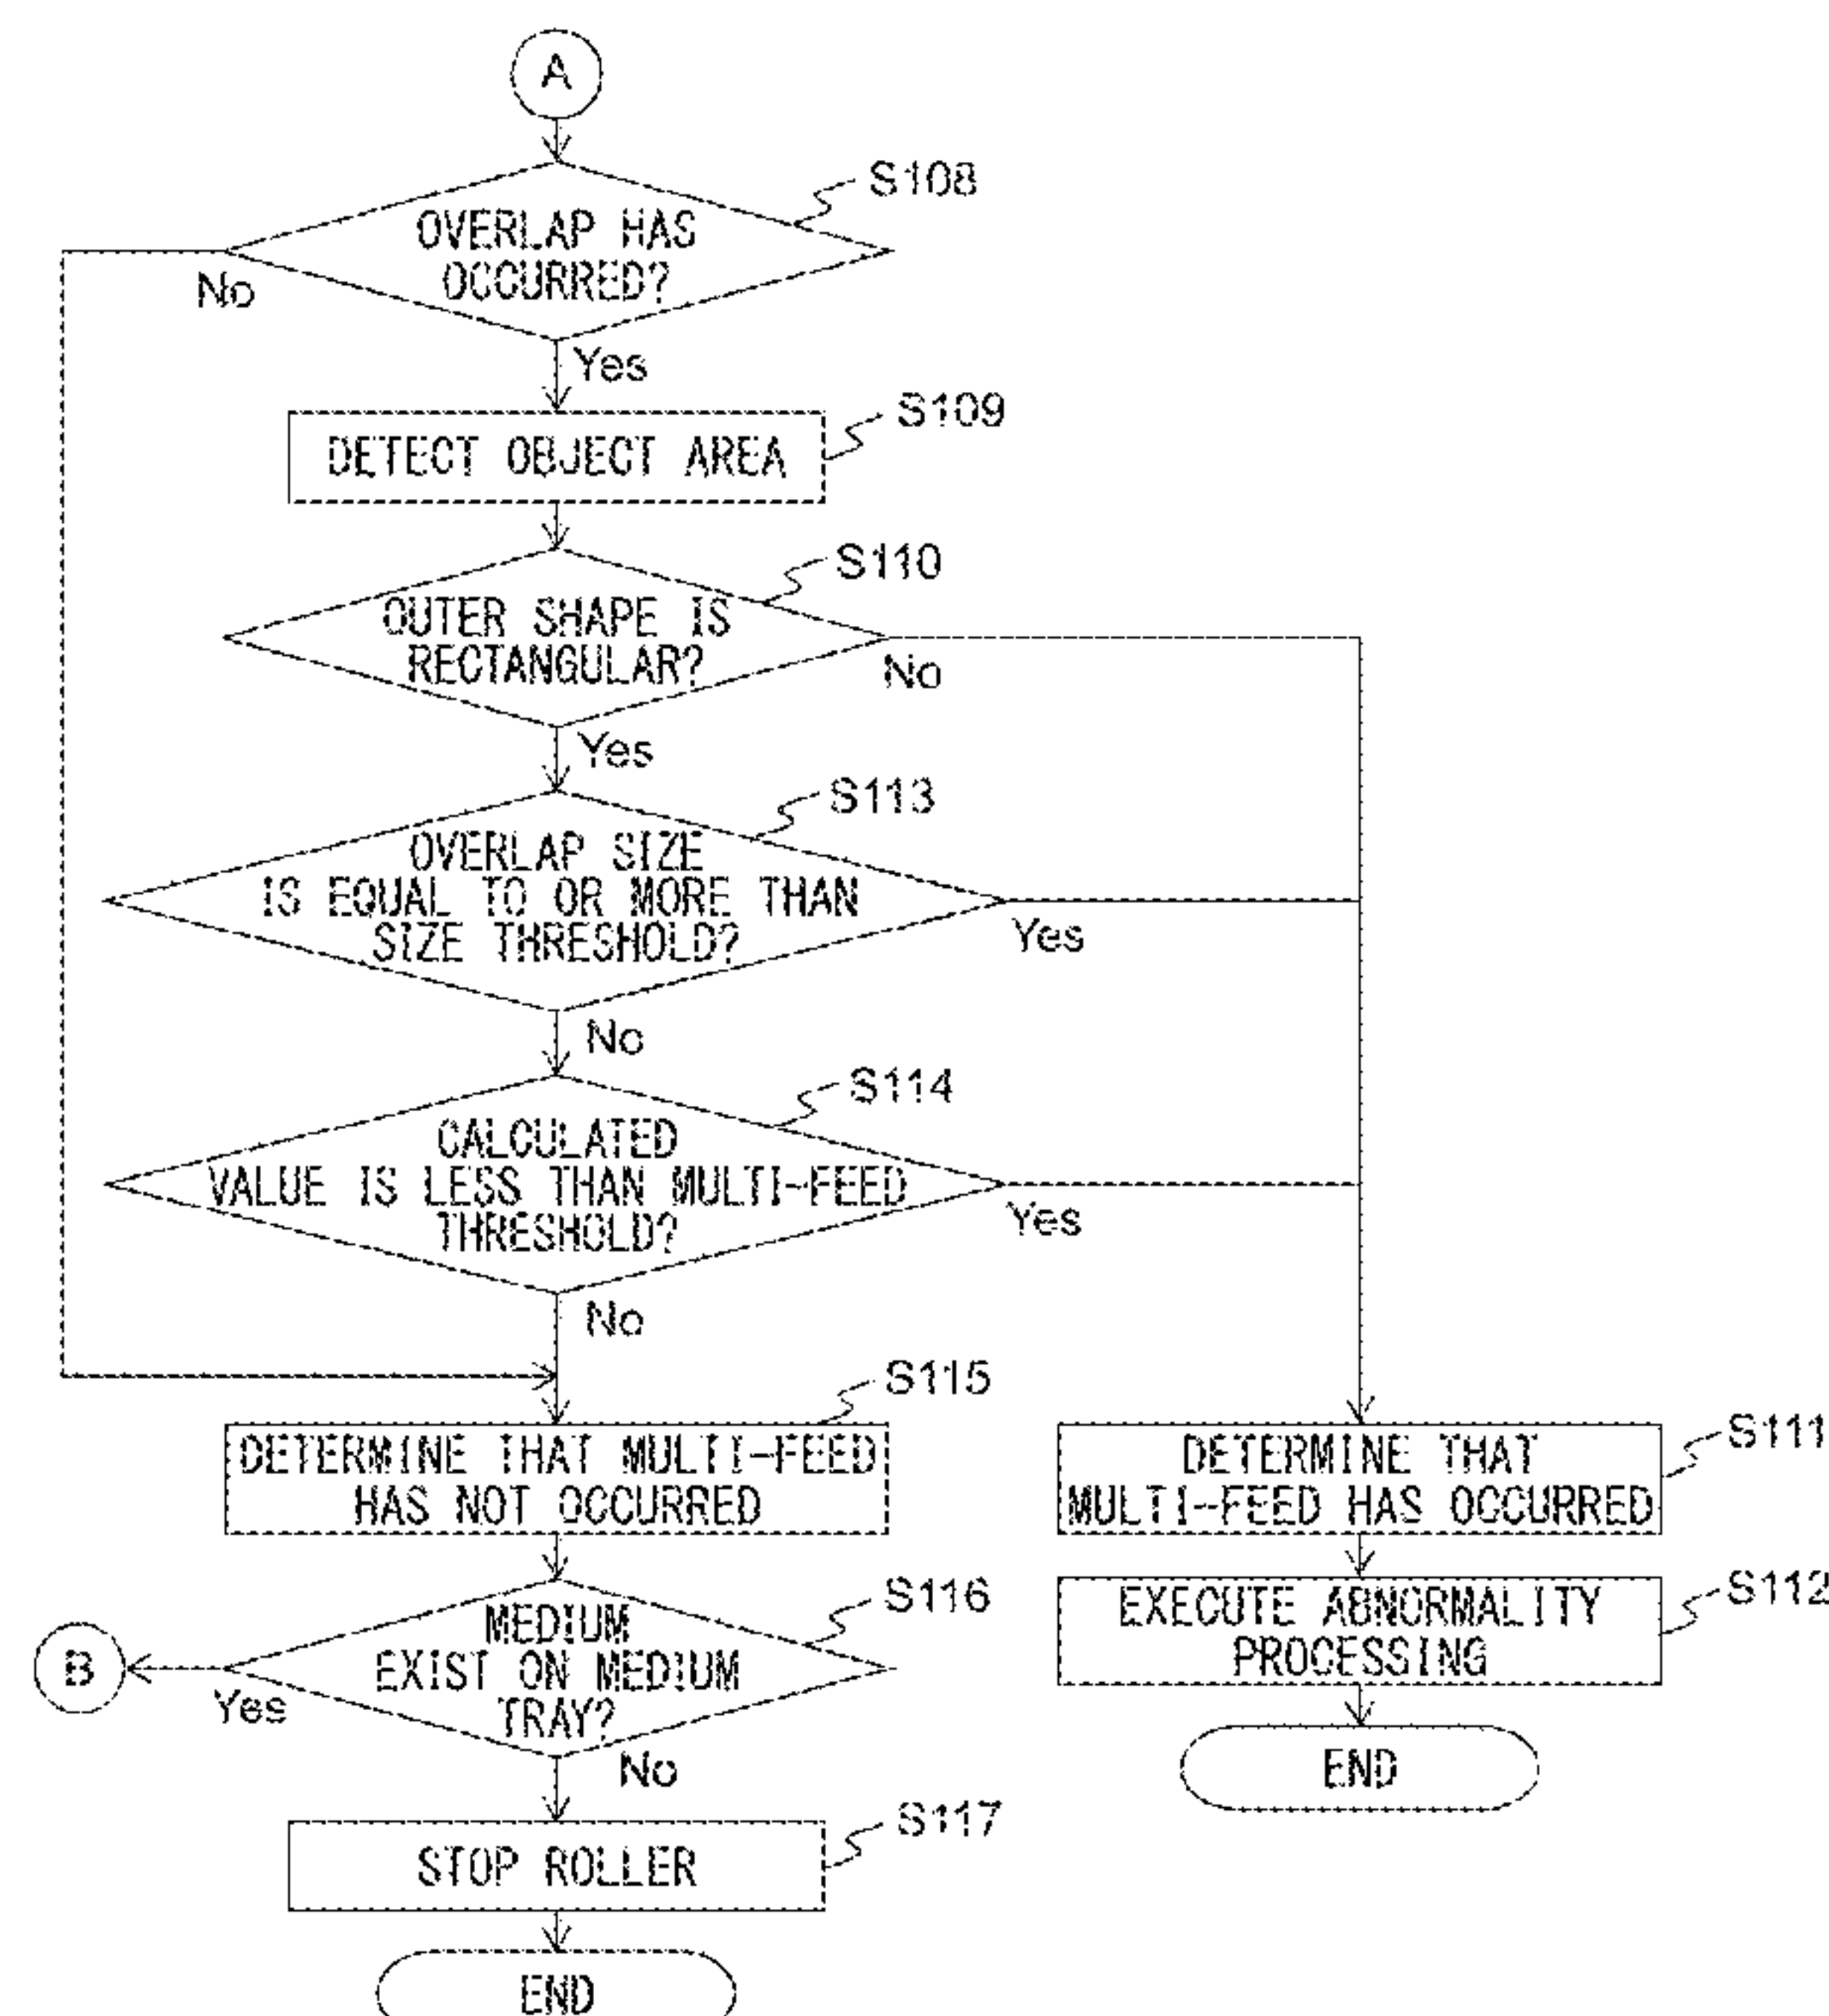 A
S108
OVERLAP HAS
OCCURRED?
No
Yes
S109
DETECT OBJECT AREA
S110
OUTER SHAPE IS
RECTANGULAR?
No
Yes
S113
OVERLAP SIZE
IS EQUAL TO OR MORE THAN
SIZE THRESHOLD?
Yes
No
S114
CALCULATED
VALUE IS LESS THAN MULTI-FEED
THRESHOLD?
Yes
No
S115
DETERMINE THAT MULTI-FEED
HAS NOT OCCURRED
S111
DETERMINE THAT
MULTI-FEED HAS OCCURRED
S116
MEDIUM
EXIST ON MEDIUM
TRAY?
B
Yes
No
S112
EXECUTE ABNORMALITY
PROCESSING
END
S117
STOP ROLLER
END